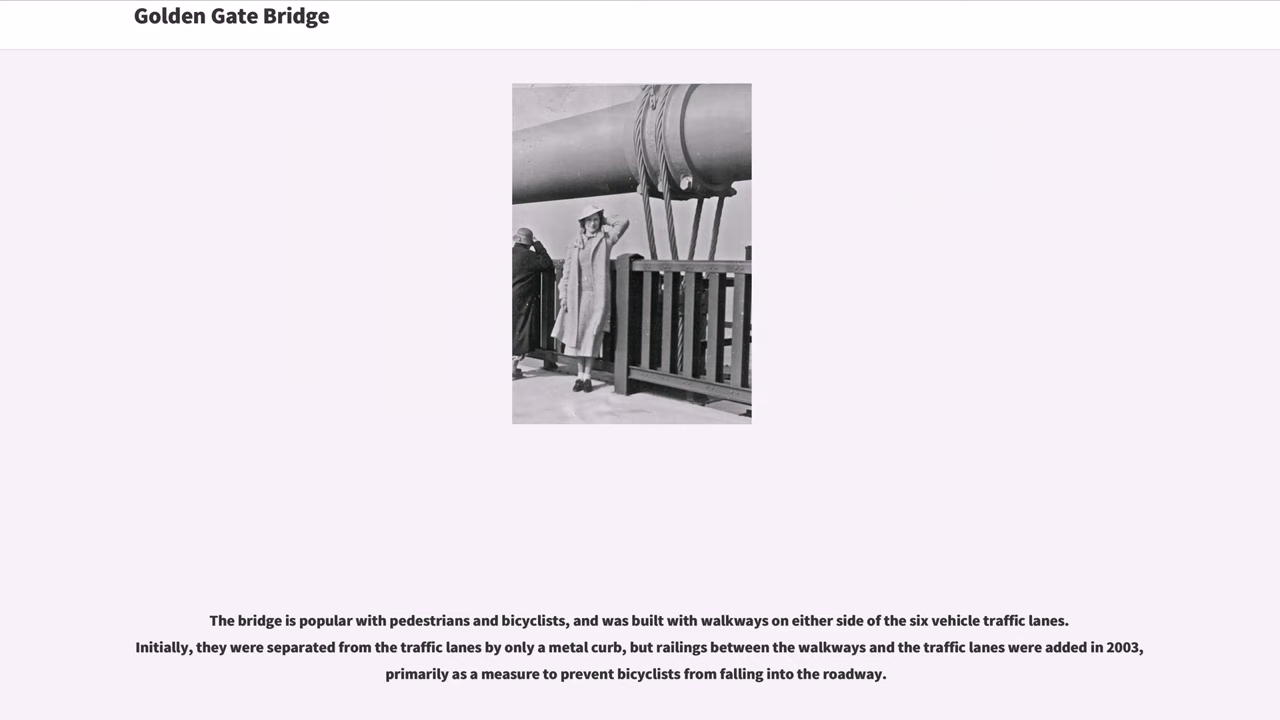 Golden Gate Bridge
The bridge is popular with pedestrians and bicyclists, and was built with walkways on either side of the six vehicle traffic lanes.
Initially, they were separated from the traffic lanes by only a metal curb, but railings between the walkways and the traffic lanes were added in 2003,
primarily as a measure to prevent bicyclists from falling into the roadway.